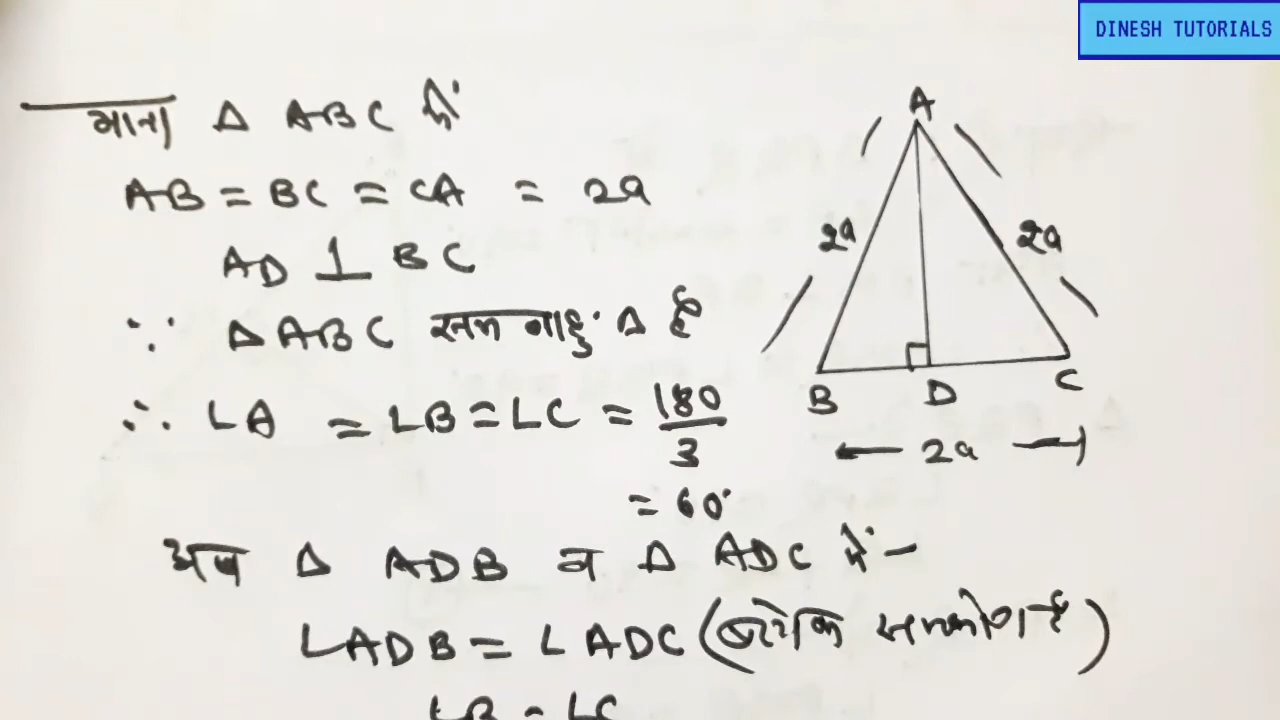 DINESH TUTORIALS
माना Δ ABC में
AB = BC = CA = 2a
AD ⊥ BC
∵ Δ ABC सम बाहु Δ है
∴ ∠A = ∠B = ∠C = 180/3
= 60°
अब Δ ADB व Δ ADC में -
∠ADB = ∠ADC (क्योंकि समकोण है)
∠B = ∠C
A
2a
2a
B
D
C
2a